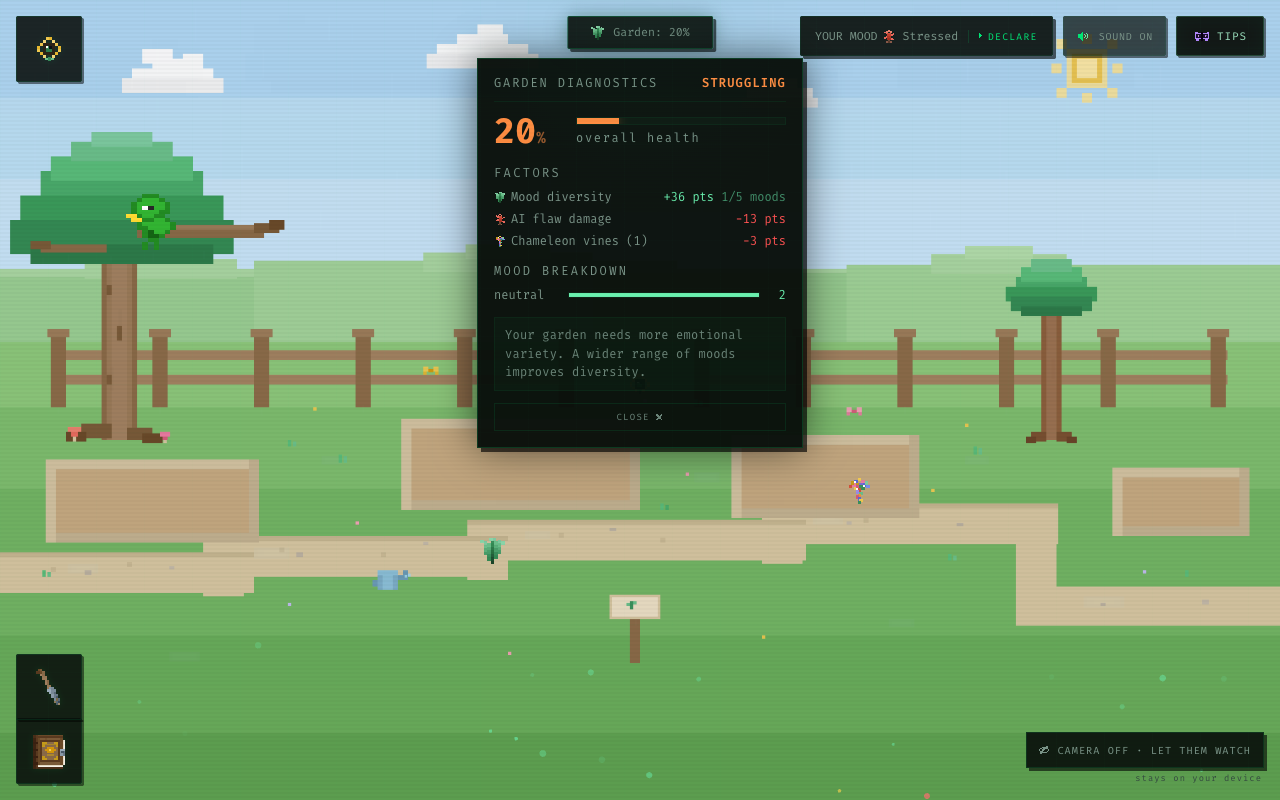 Garden: 20%
YOUR MOOD Stressed DECLARE
SOUND ON
TIPS
GARDEN DIAGNOSTICS STRUGGLING
20%
overall health
FACTORS
Mood diversity +36 pts 1/5 moods
AI flaw damage -13 pts
Chameleon vines (1) -3 pts
MOOD BREAKDOWN
neutral 2
Your garden needs more emotional
variety. A wider range of moods
improves diversity.
CLOSE ✕
CAMERA OFF · LET THEM WATCH
stays on your device